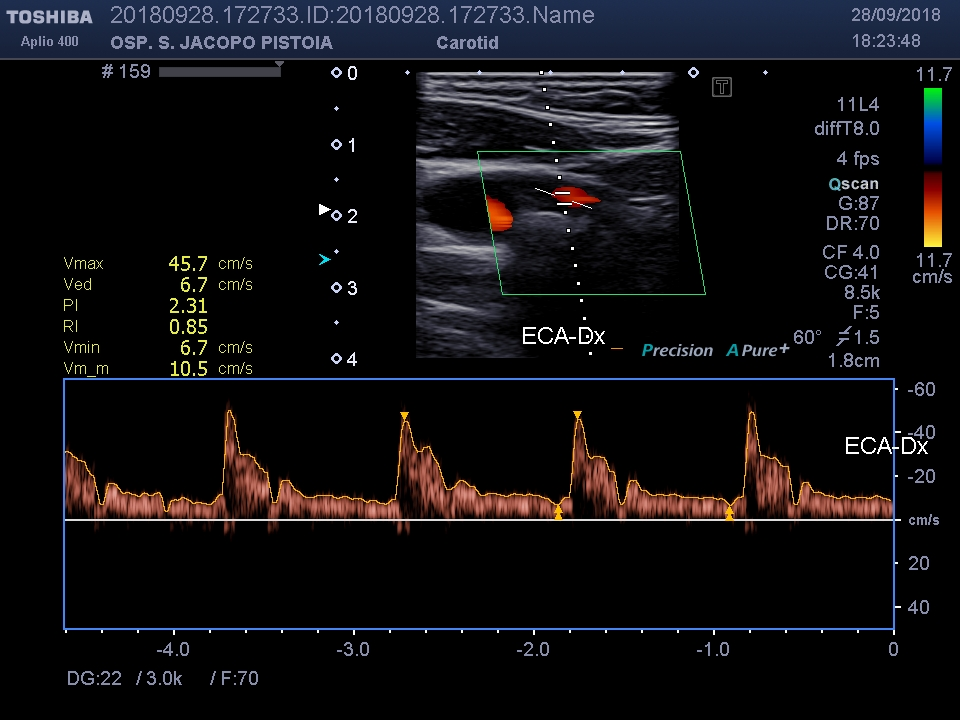 TOSHIBA 20180928.172733.ID:20180928.172733.Name 28/09/2018
Aplio 400 OSP. S. JACOPO PISTOIA Carotid 18:23:48
# 159
0
1
2
3
4
T
11.7
11.7
cm/s
11L4
diffT8.0
4 fps
Qscan
G:87
DR:70
CF 4.0
CG:41
8.5k
F:5
60° 1.5
1.8cm
Vmax 45.7 cm/s
Ved 6.7 cm/s
PI 2.31
RI 0.85
Vmin 6.7 cm/s
Vm_m 10.5 cm/s
ECA-Dx
Precision A Pure+
-60
-40
ECA-Dx
-20
cm/s
20
40
-4.0 -3.0 -2.0 -1.0 0
DG:22 / 3.0k / F:70